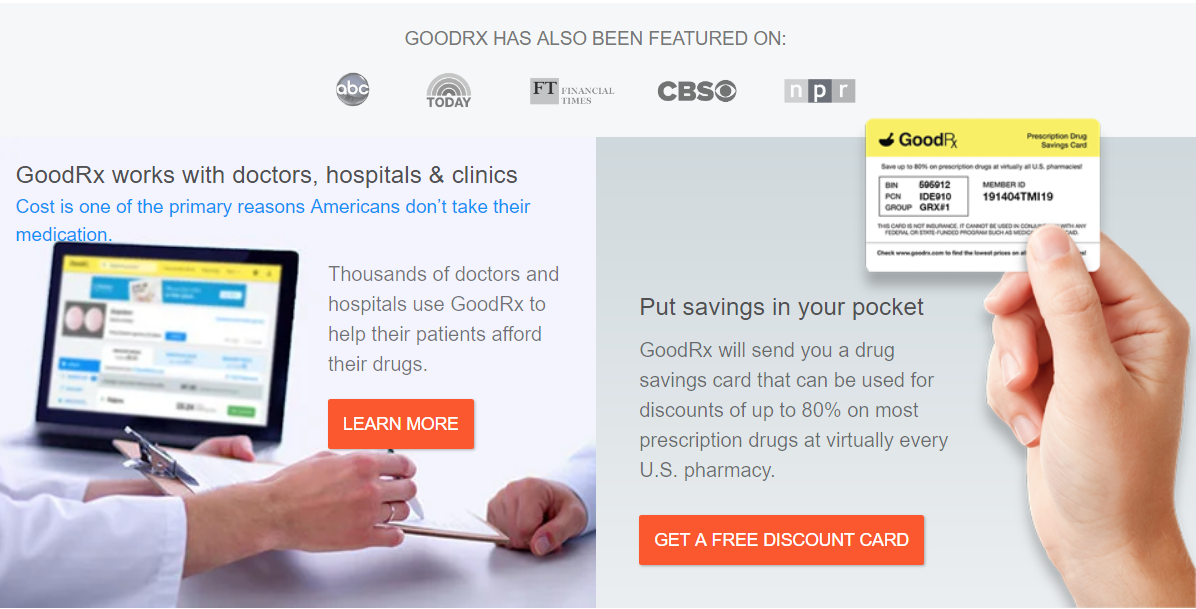 GOODRX HAS ALSO BEEN FEATURED ON:
abc
TODAY
FT FINANCIAL
TIMES
CBS
npr
GoodRx works with doctors, hospitals & clinics
Cost is one of the primary reasons Americans don’t take their
medication.
Thousands of doctors and
hospitals use GoodRx to
help their patients afford
their drugs.
LEARN MORE
GoodRx
Prescription Drug
Savings Card
Save up to 80% on prescription drugs at virtually all U.S. pharmacies!
BIN 595912
PCN IDE910
GROUP GRX#1
MEMBER ID
191404TMI19
THIS CARD IS NOT INSURANCE. IT CANNOT BE USED IN WITH ANY
FEDERAL OR STATE-FUNDED PROGRAM SUCH AS
Check www.goodrx.com to find the lowest prices on
Put savings in your pocket
GoodRx will send you a drug
savings card that can be used for
discounts of up to 80% on most
prescription drugs at virtually every
U.S. pharmacy.
GET A FREE DISCOUNT CARD